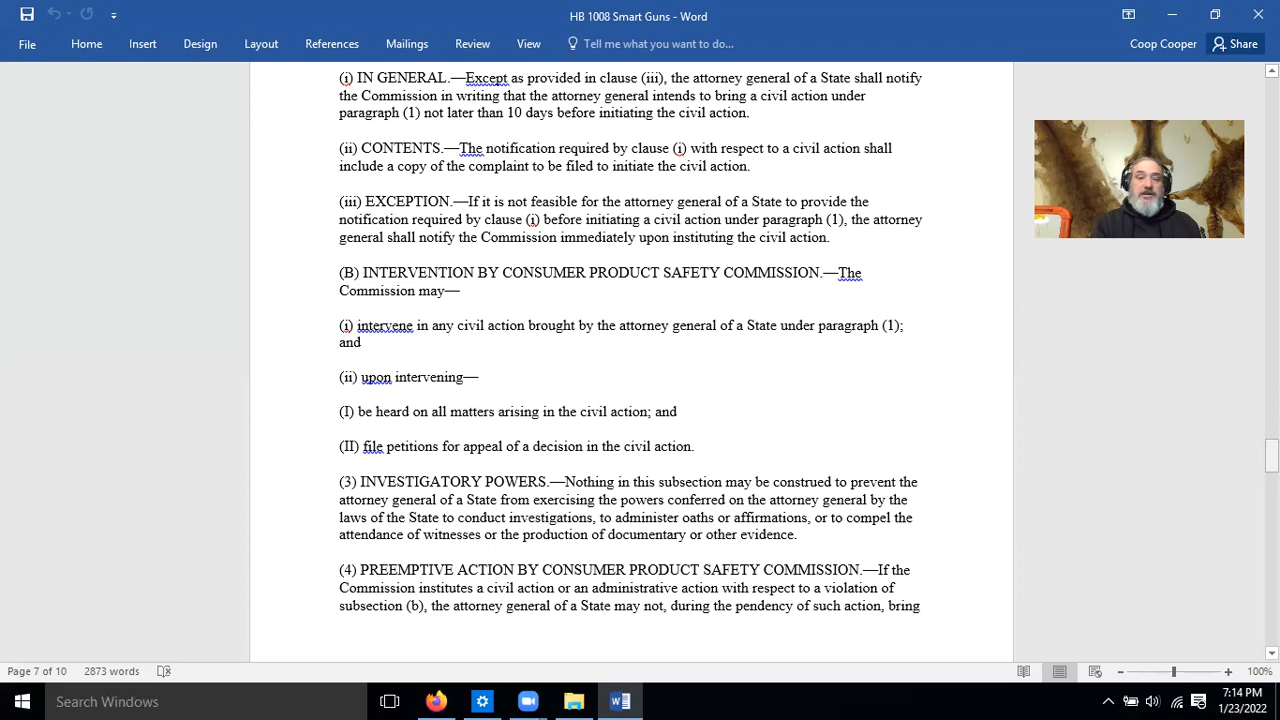 HB 1008 Smart Guns - Word
File Home Insert Design Layout References Mailings Review View Tell me what you want to do... Coop Cooper Share
(i) IN GENERAL.—Except as provided in clause (iii), the attorney general of a State shall notify
the Commission in writing that the attorney general intends to bring a civil action under
paragraph (1) not later than 10 days before initiating the civil action.
(ii) CONTENTS.—The notification required by clause (i) with respect to a civil action shall
include a copy of the complaint to be filed to initiate the civil action.
(iii) EXCEPTION.—If it is not feasible for the attorney general of a State to provide the
notification required by clause (i) before initiating a civil action under paragraph (1), the attorney
general shall notify the Commission immediately upon instituting the civil action.
(B) INTERVENTION BY CONSUMER PRODUCT SAFETY COMMISSION.—The
Commission may—
(i) intervene in any civil action brought by the attorney general of a State under paragraph (1);
and
(ii) upon intervening—
(I) be heard on all matters arising in the civil action; and
(II) file petitions for appeal of a decision in the civil action.
(3) INVESTIGATORY POWERS.—Nothing in this subsection may be construed to prevent the
attorney general of a State from exercising the powers conferred on the attorney general by the
laws of the State to conduct investigations, to administer oaths or affirmations, or to compel the
attendance of witnesses or the production of documentary or other evidence.
(4) PREEMPTIVE ACTION BY CONSUMER PRODUCT SAFETY COMMISSION.—If the
Commission institutes a civil action or an administrative action with respect to a violation of
subsection (b), the attorney general of a State may not, during the pendency of such action, bring
Page 7 of 10 2873 words 100%
Search Windows
7:14 PM
1/23/2022